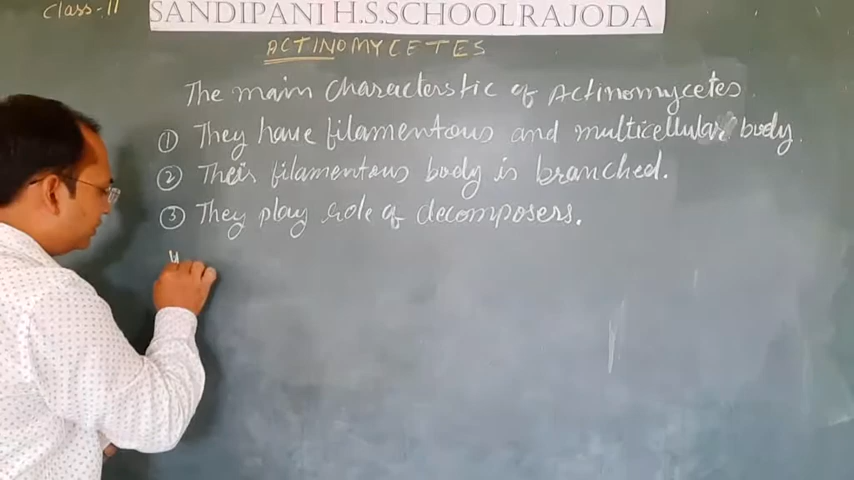 Class-11
SANDIPANI H.S.SCHOOL RAJODA
ACTINOMYCETES
The main Characterstic of Actinomycetes
① They have filamentous and multicellular body.
② Their filamentous body is branched.
③ They play role of decomposers.
4